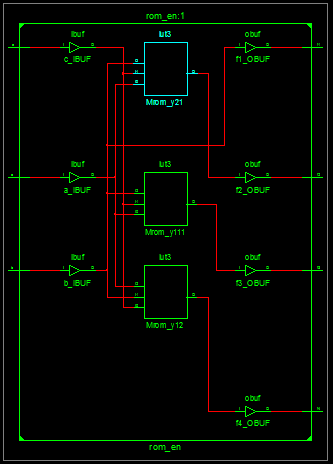 rom_en:1
ibuf
lut3
obuf
c_IBUF
f1_OBUF
Mrom_y21
ibuf
lut3
obuf
a_IBUF
f2_OBUF
Mrom_y111
ibuf
lut3
obuf
b_IBUF
f3_OBUF
Mrom_y12
obuf
f4_OBUF
rom_en